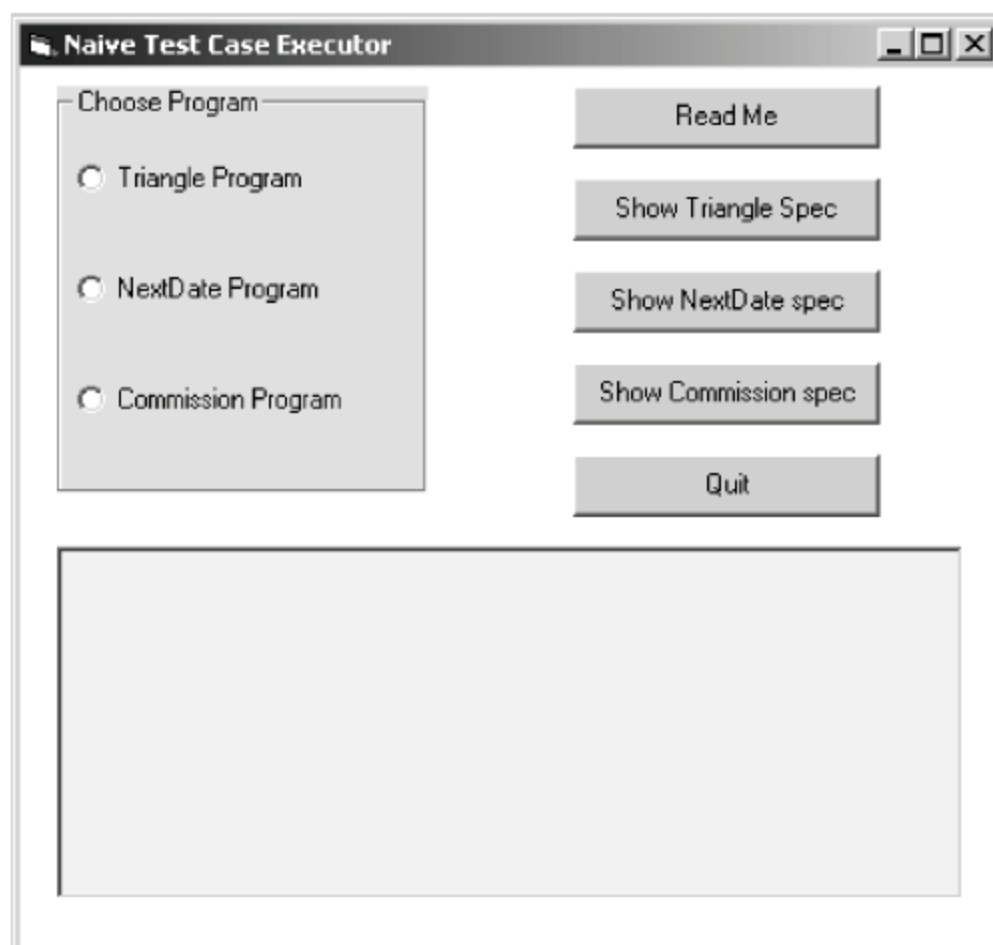 Naive Test Case Executor
Choose Program
Triangle Program
NextDate Program
Commission Program
Read Me
Show Triangle Spec
Show NextDate spec
Show Commission spec
Quit